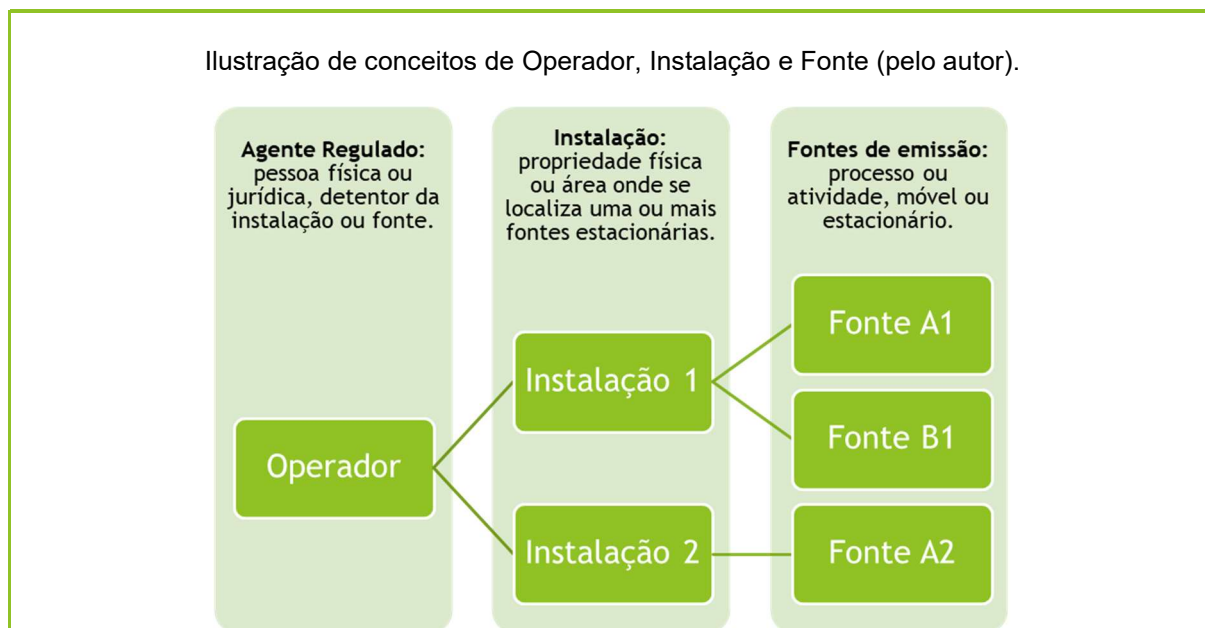 Ilustração de conceitos de Operador, Instalação e Fonte (pelo autor).
Agente Regulado:
pessoa física ou
jurídica, detentor da
instalação ou fonte.
Operador
Instalação:
propriedade física
ou área onde se
localiza uma ou mais
fontes estacionárias.
Instalação 1
Instalação 2
Fontes de emissão:
processo ou
atividade, móvel ou
estacionário.
Fonte A1
Fonte B1
Fonte A2